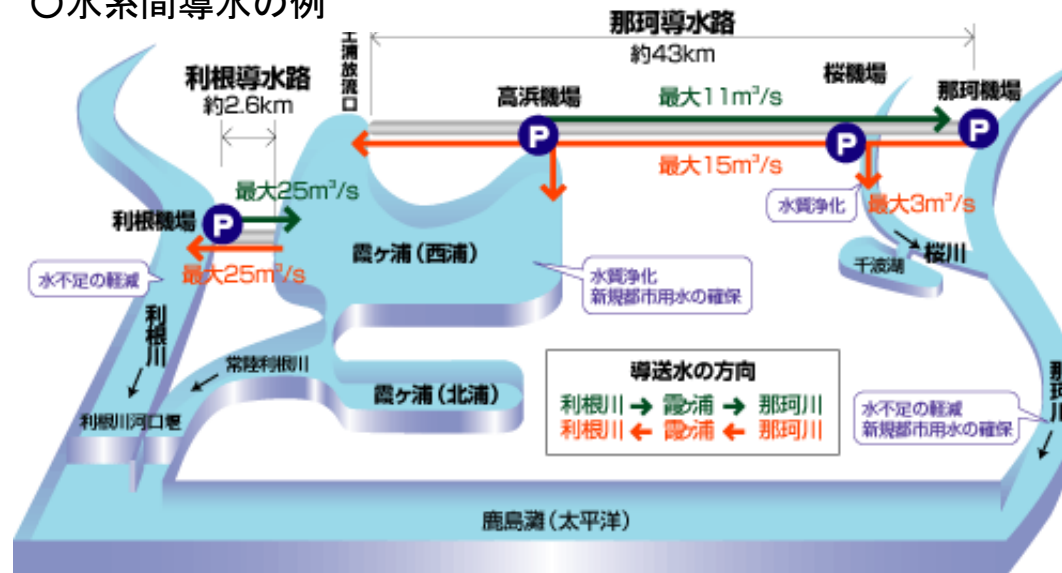 〇水系間導水の例
那珂導水路
約43km
利根導水路
約2.6km
浦放流口
高浜機場
最大11m³/s
桜機場
那珂機場
P
P
P
最大15m³/s
最大25m³/s
水質浄化
最大3m³/s
利根機場
P
最大25m³/s
霞ヶ浦(西浦)
千波湖
桜川
水不足の軽減
水質浄化
新規都市用水の確保
利根川
常陸利根川
導送水の方向
霞ヶ浦(北浦)
利根川→霞ヶ浦→那珂川
利根川←霞ヶ浦←那珂川
那珂川
利根川河口堰
水不足の軽減
新規都市用水の確保
鹿島灘(太平洋)